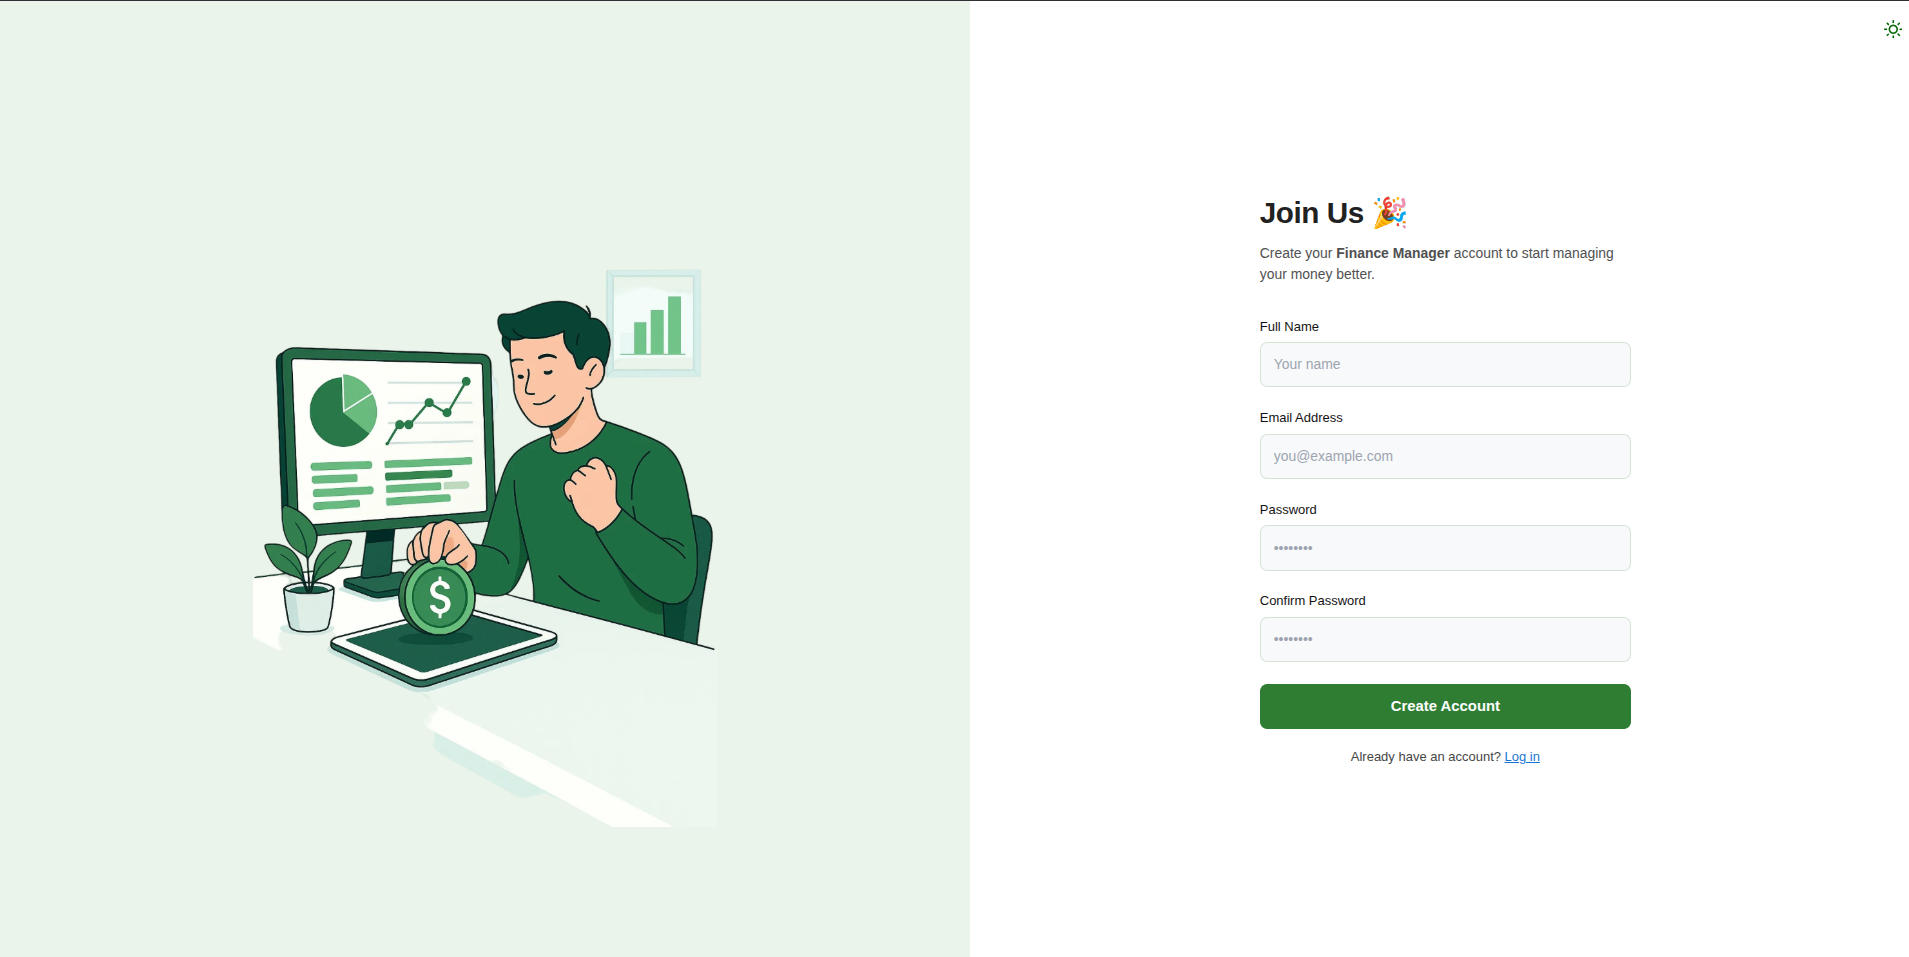 Join Us 🎉
Create your Finance Manager account to start managing
your money better.
Full Name
Your name
Email Address
you@example.com
Password
••••••••
Confirm Password
••••••••
Create Account
Already have an account? Log in
$